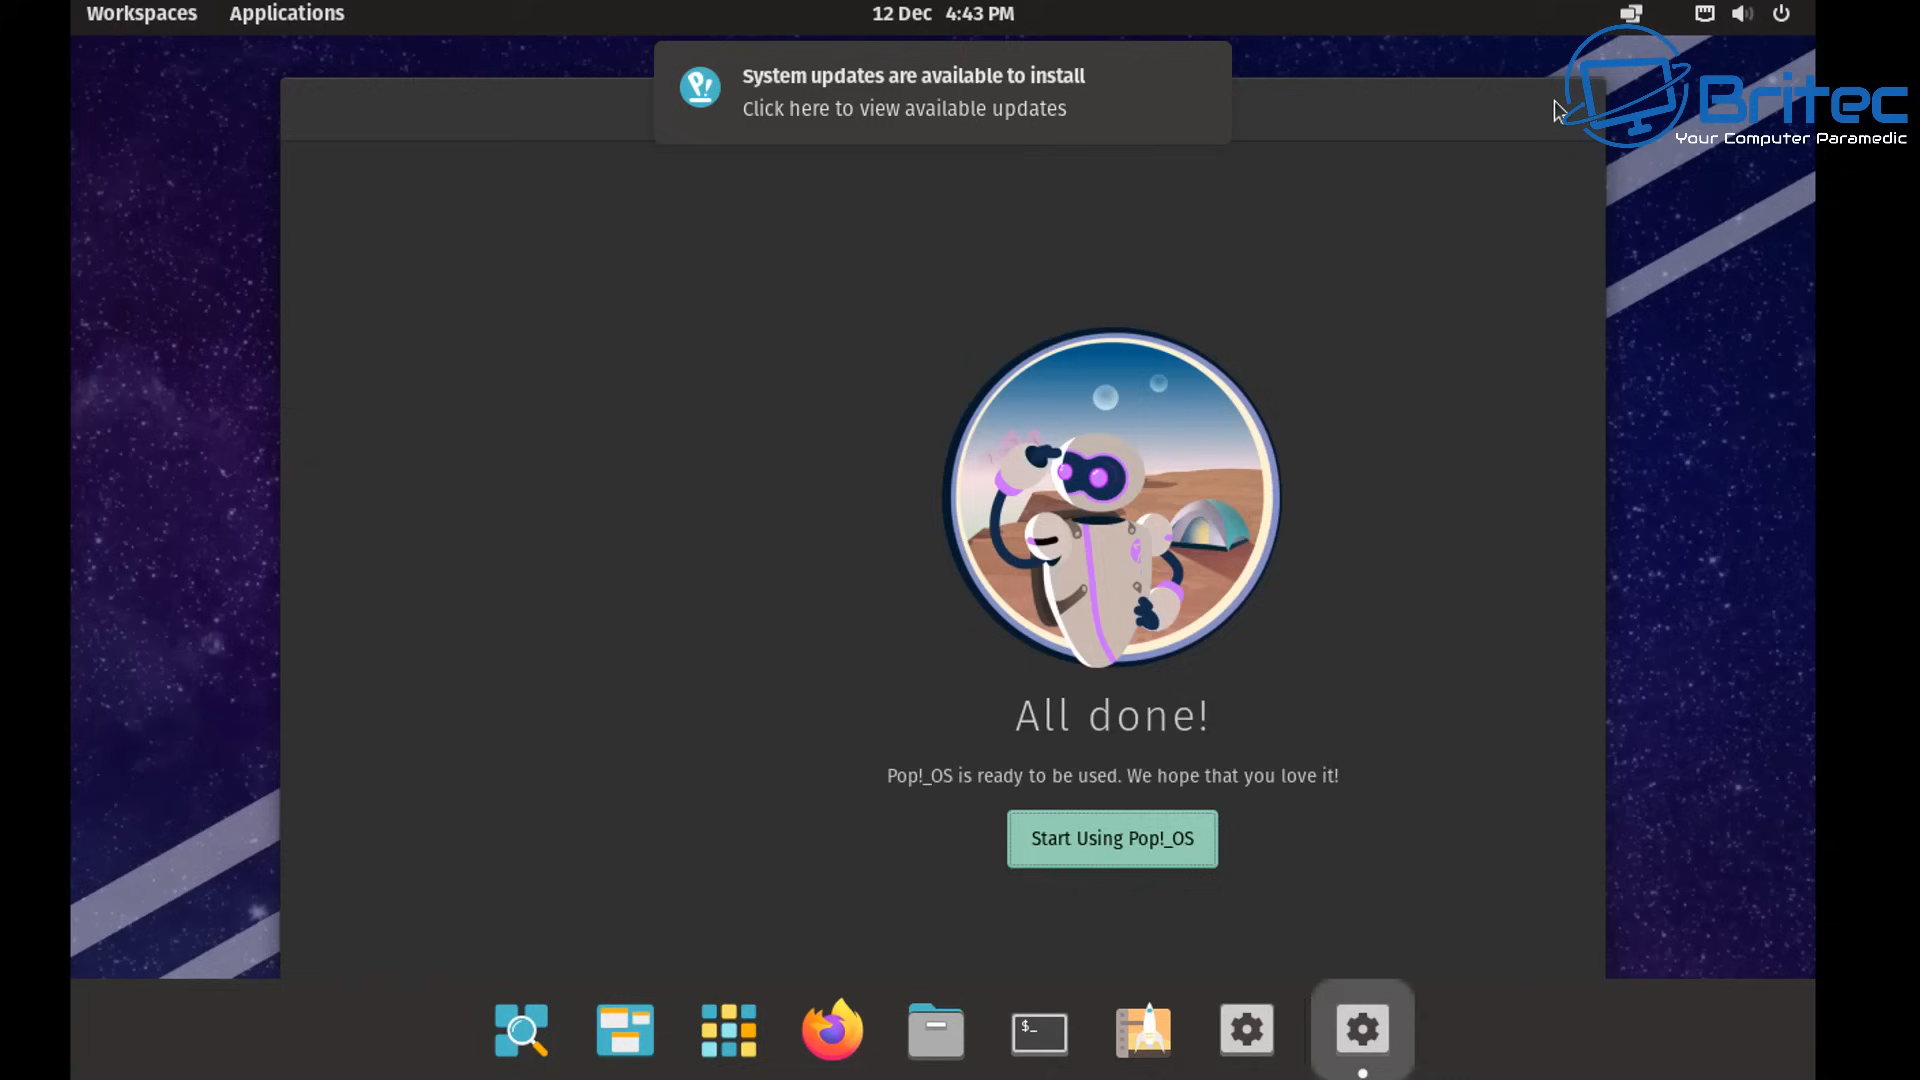 Workspaces Applications 12 Dec 4:43 PM
System updates are available to install
Click here to view available updates
Britec
Your Computer Paramedic
All done!
Pop!_OS is ready to be used. We hope that you love it!
Start Using Pop!_OS
$_